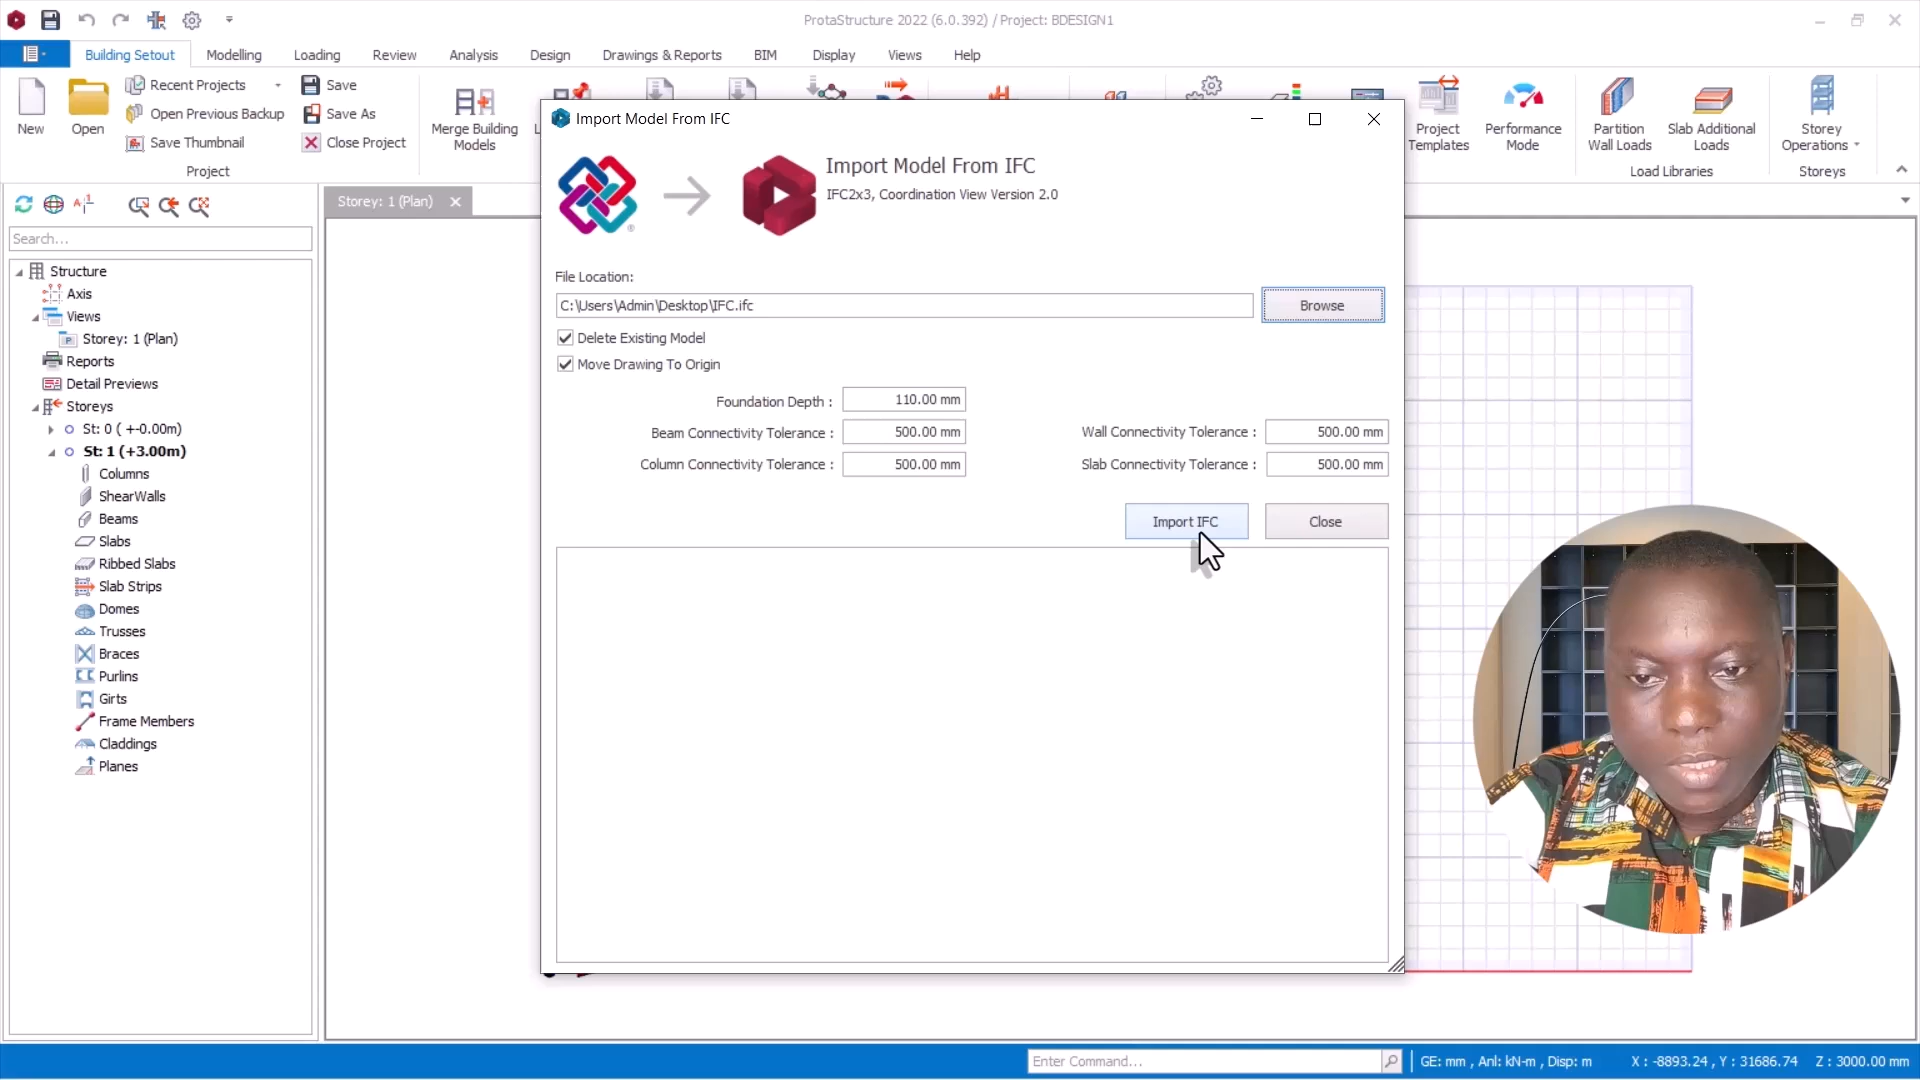 ProtaStructure 2022 (6.0.392) / Project: BDESIGN1
Building Setout
Modelling
Loading
Review
Analysis
Design
Drawings & Reports
BIM
Display
Views
Help
New
Open
Recent Projects
Open Previous Backup
Save Thumbnail
Save
Save As
Close Project
Project
Merge Building
Models
Project
Templates
Performance
Mode
Partition
Wall Loads
Slab Additional
Loads
Load Libraries
Storey
Operations
Storeys
Storey: 1 (Plan)
Search...
Structure
Axis
Views
Storey: 1 (Plan)
Reports
Detail Previews
Storeys
St: 0 ( +-0.00m)
St: 1 (+3.00m)
Columns
ShearWalls
Beams
Slabs
Ribbed Slabs
Slab Strips
Domes
Trusses
Braces
Purlins
Girts
Frame Members
Claddings
Planes
Import Model From IFC
Import Model From IFC
IFC2x3, Coordination View Version 2.0
File Location:
C:\Users\Admin\Desktop\IFC.ifc
Browse
Delete Existing Model
Move Drawing To Origin
Foundation Depth : 110.00 mm
Beam Connectivity Tolerance : 500.00 mm
Wall Connectivity Tolerance : 500.00 mm
Column Connectivity Tolerance : 500.00 mm
Slab Connectivity Tolerance : 500.00 mm
Import IFC
Close
Enter Command...
GE: mm , Anl: kN-m , Disp: m
X : -8893.24 , Y : 31686.74
Z : 3000.00 mm